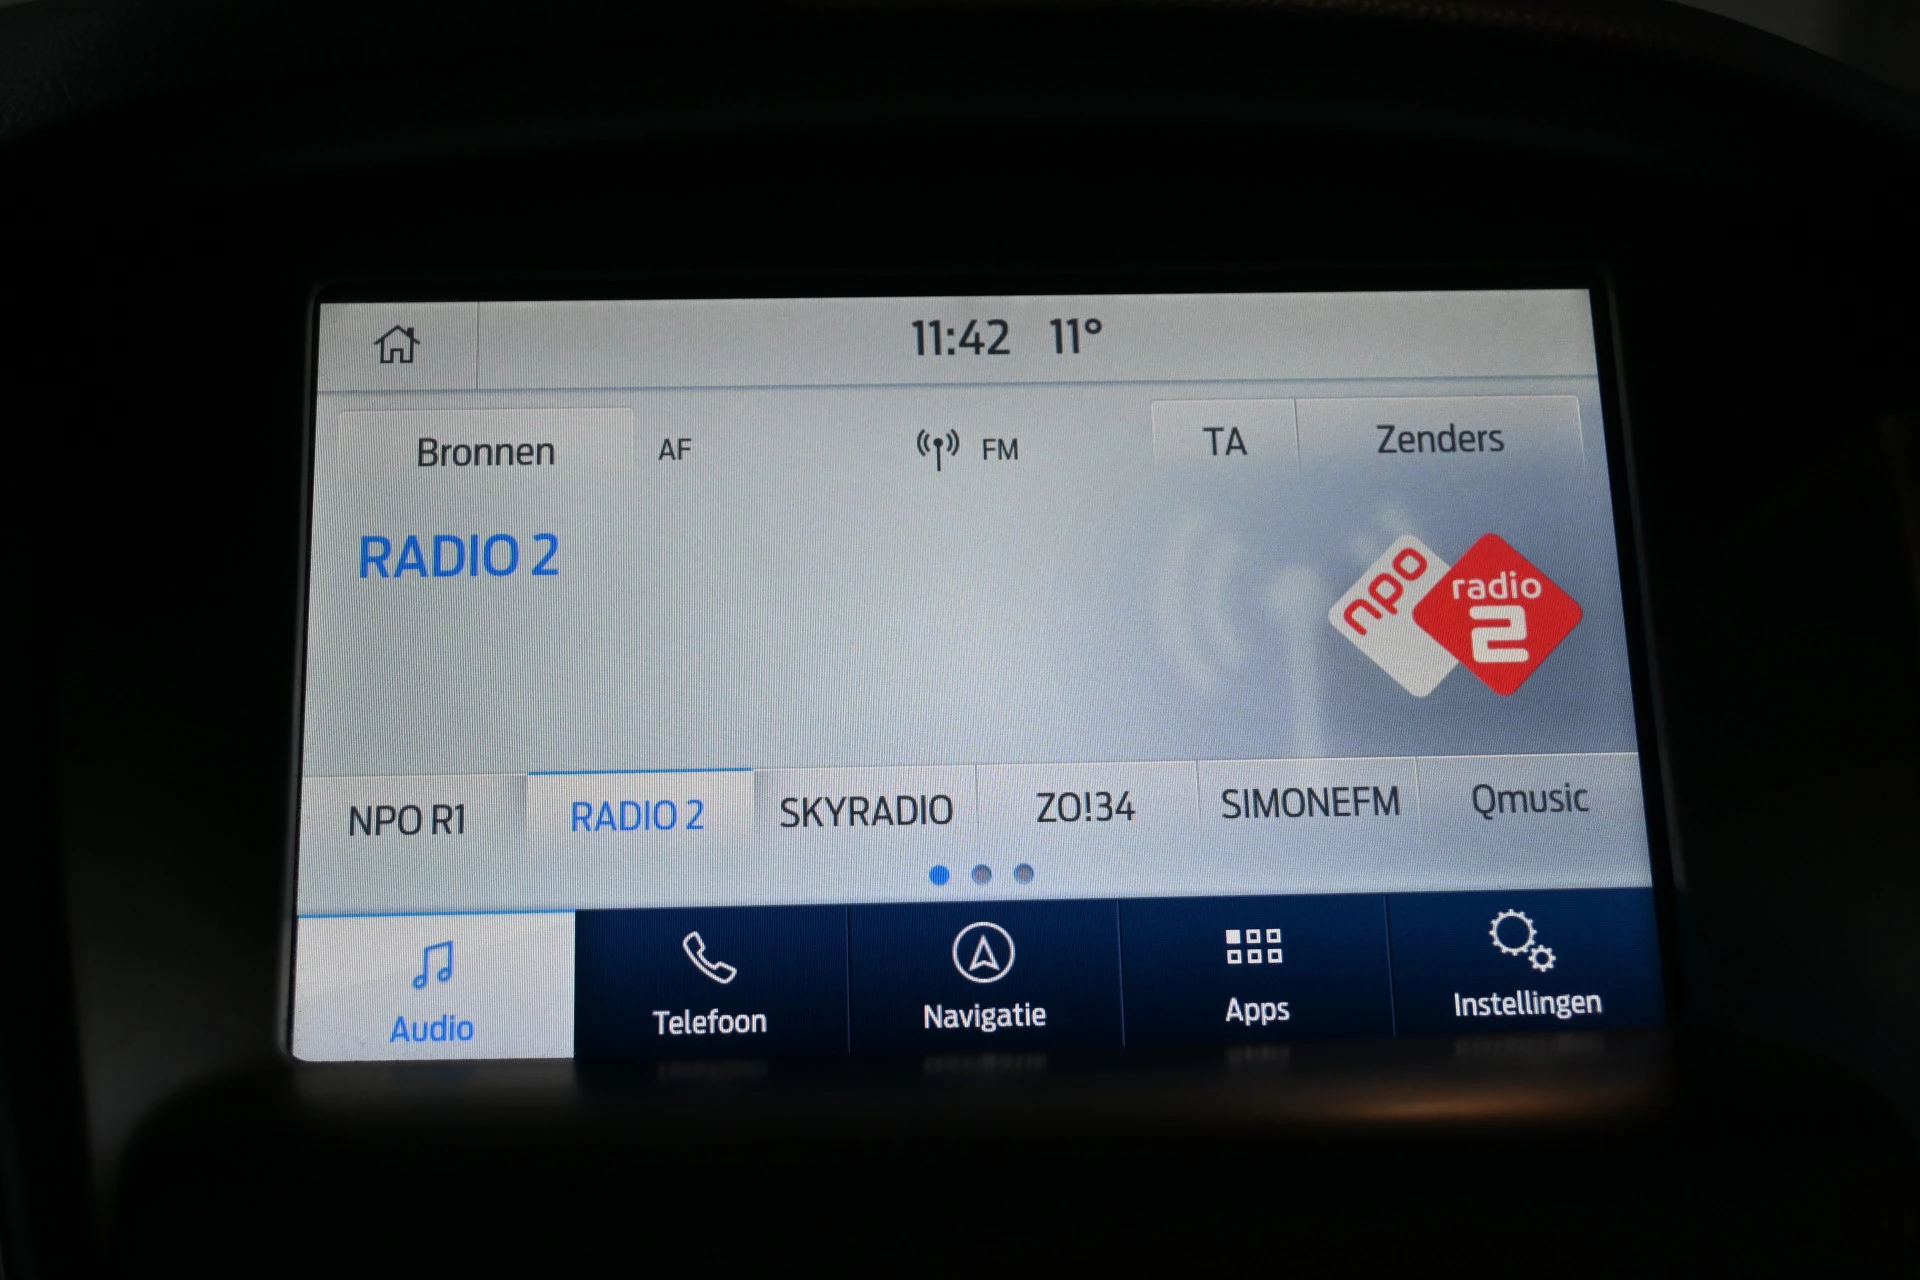 11:42 11°
Bronnen AF FM TA Zenders
RADIO 2
npo radio 2
NPO R1 RADIO 2 SKYRADIO ZO!34 SIMONEFM Qmusic
Audio Telefoon Navigatie Apps Instellingen